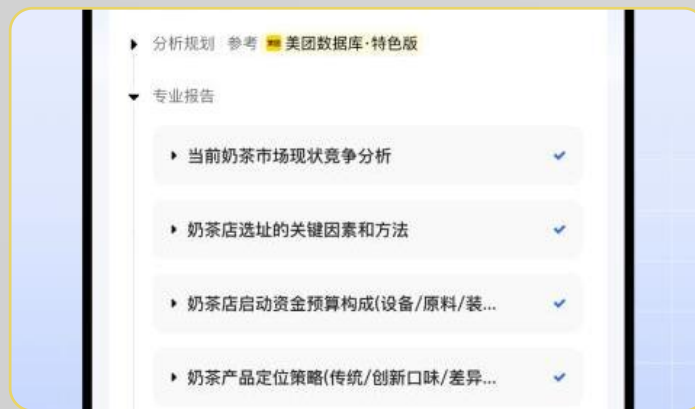 分析规划 参考 美团数据库·特色版
专业报告
当前奶茶市场现状竞争分析
奶茶店选址的关键因素和方法
奶茶店启动资金预算构成(设备/原料/装...
奶茶产品定位策略(传统/创新口味/差异...